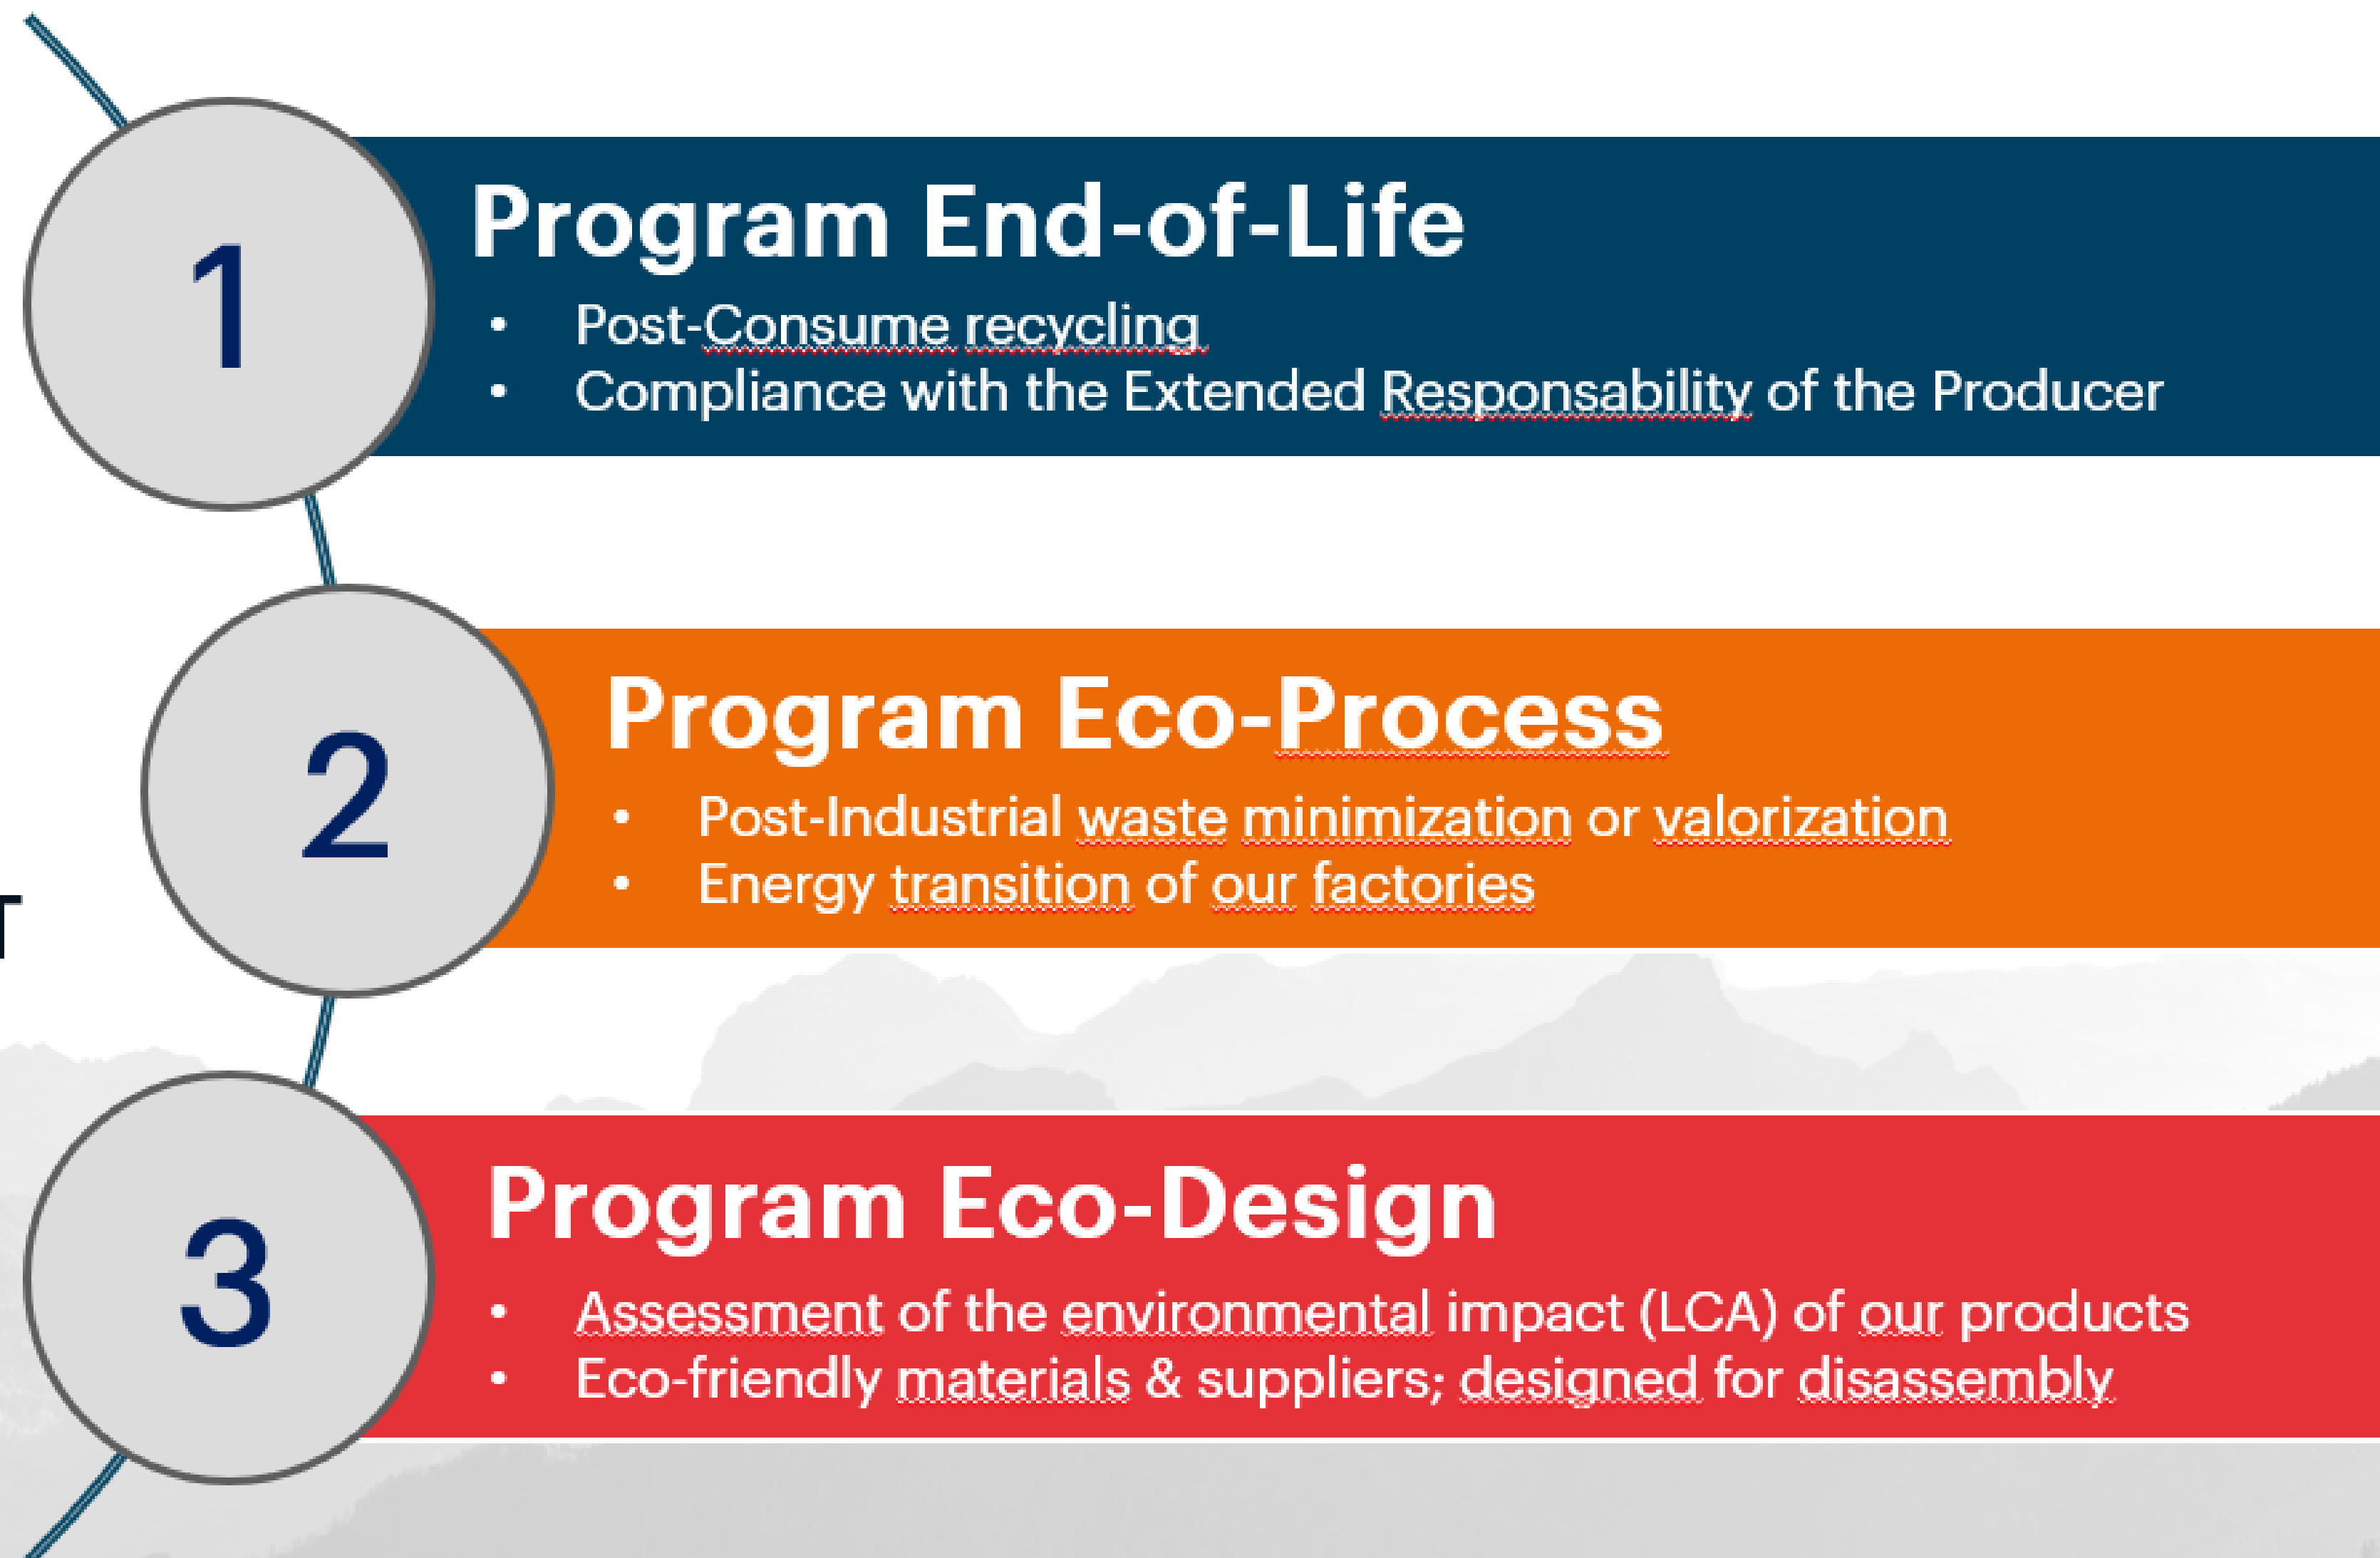 1
Program End-of-Life
• Post-Consume recycling
• Compliance with the Extended Responsability of the Producer
2
Program Eco-Process
• Post-Industrial waste minimization or valorization
• Energy transition of our factories
T
3
Program Eco-Design
• Assessment of the environmental impact (LCA) of our products
• Eco-friendly materials & suppliers; designed for disassembly